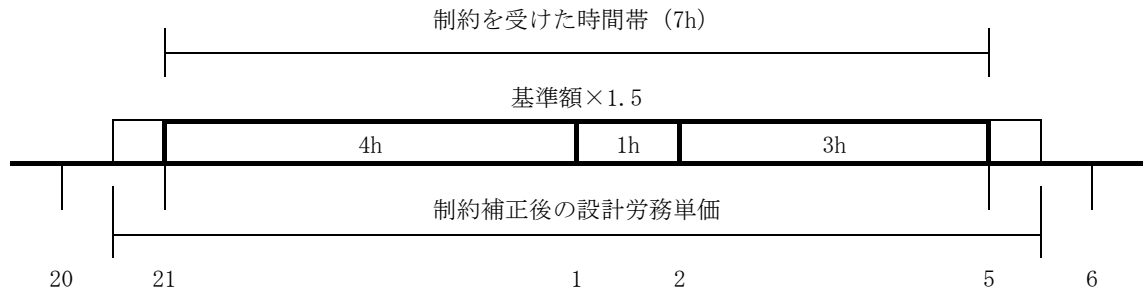 制約を受けた時間帯 (7h)
基準額×1.5
4h 1h 3h
制約補正後の設計労務単価
20 21 1 2 5 6